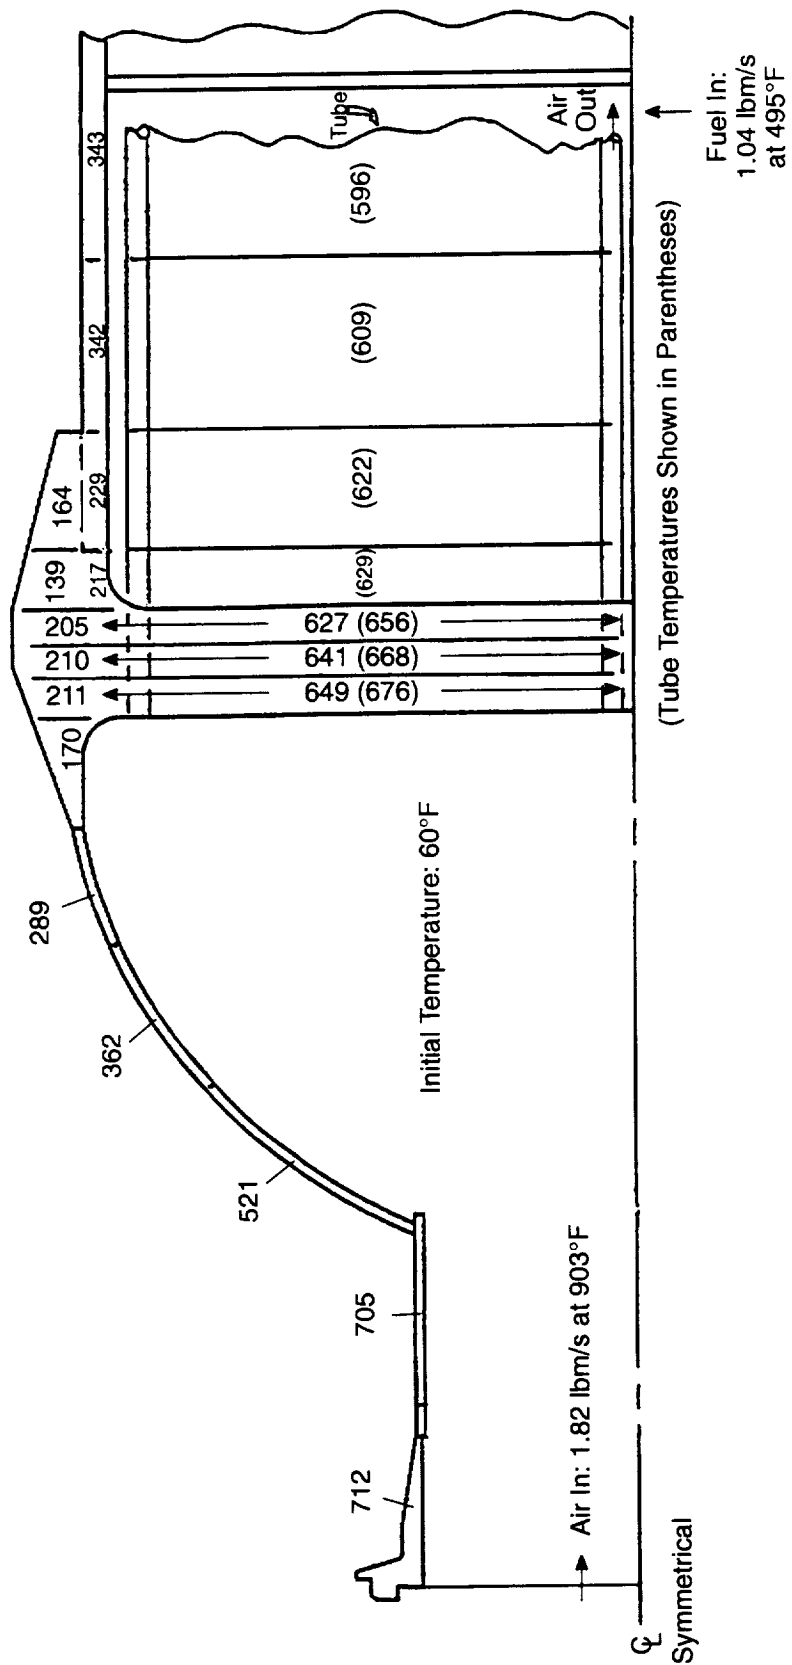 289
362
521
705
712
170
211
210
205
139
217
164
229
342
343
649 (676)
641 (668)
627 (656)
(629)
(622)
(609)
(596)
Tube
Air
Out
Fuel In:
1.04 lbm/s
at 495°F
Initial Temperature: 60°F
Air In: 1.82 lbm/s at 903°F
(Tube Temperatures Shown in Parentheses)
℄
Symmetrical